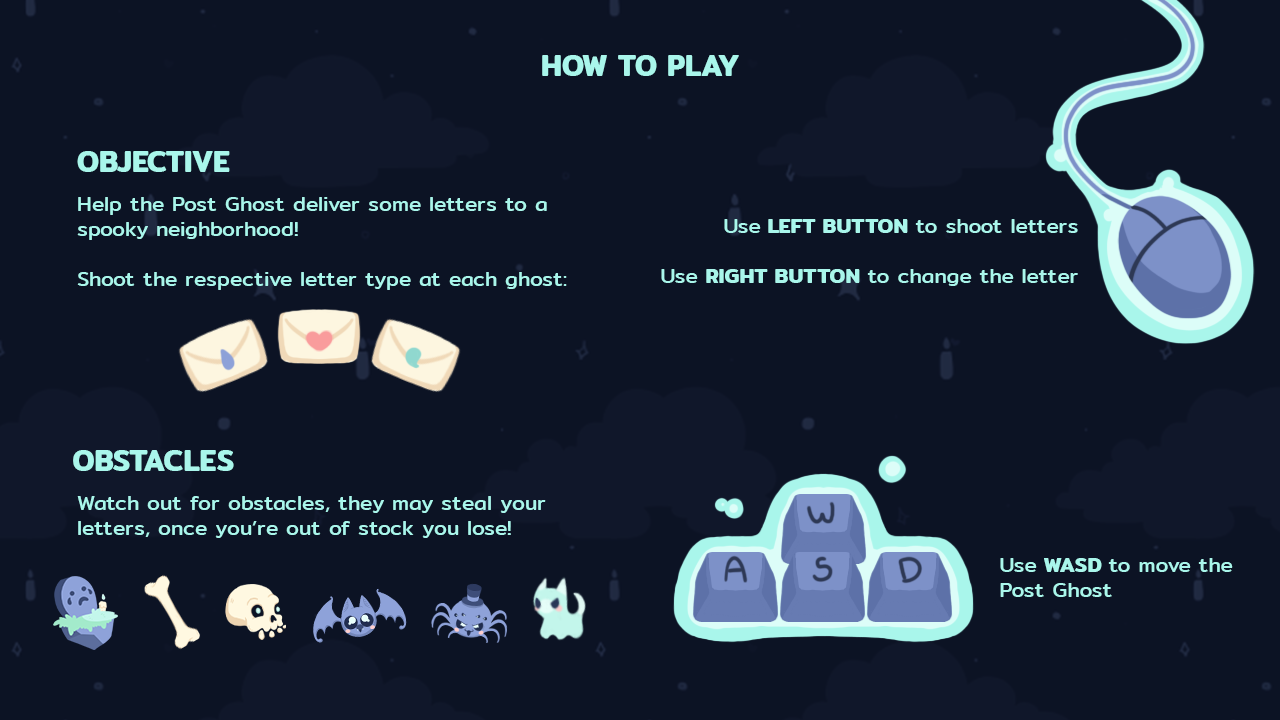 HOW TO PLAY
OBJECTIVE
Help the Post Ghost deliver some letters to a
spooky neighborhood!
Shoot the respective letter type at each ghost:
Use LEFT BUTTON to shoot letters
Use RIGHT BUTTON to change the letter
OBSTACLES
Watch out for obstacles, they may steal your
letters, once you’re out of stock you lose!
W
A S D
Use WASD to move the
Post Ghost